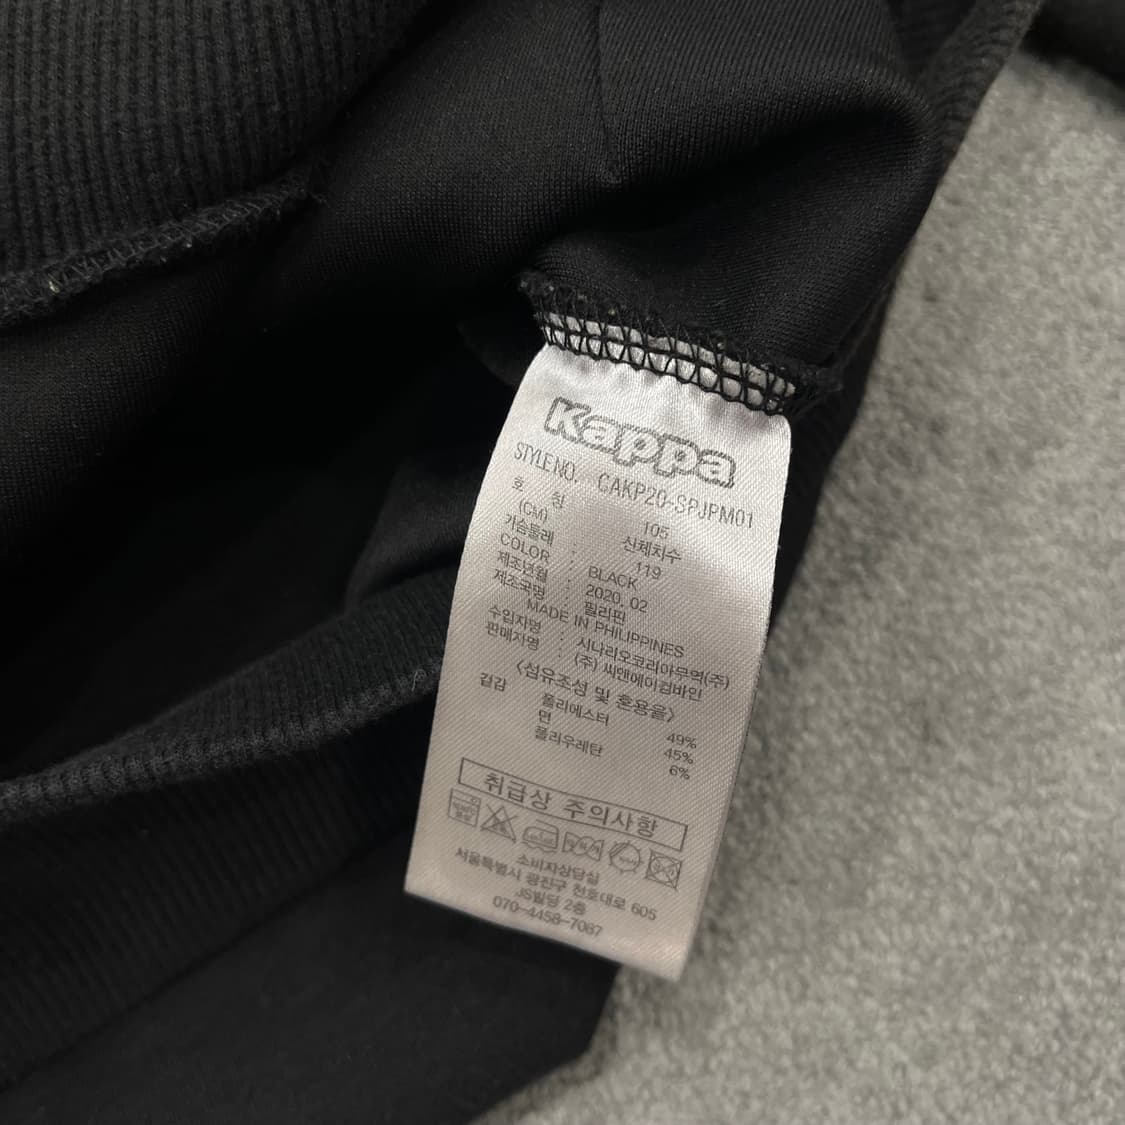 Kappa
STYLE NO. CAKP20-SPJPM01
호 칭 : 105
(CM) 신체치수
가슴둘레 : 119
COLOR : BLACK
제조년월 : 2020. 02
제조국명 : 필리핀
MADE IN PHILIPPINES
수입자명 : 시나리오코리아무역(주)
판매자명 : (주) 씨앤에이컴바인
<섬유조성 및 혼용율>
겉감 폴리에스터 49%
면 45%
폴리우레탄 6%
취급상 주의사항
소비자상담실
서울특별시 광진구 천호대로 605
JS빌딩 2층
070-4458-7087